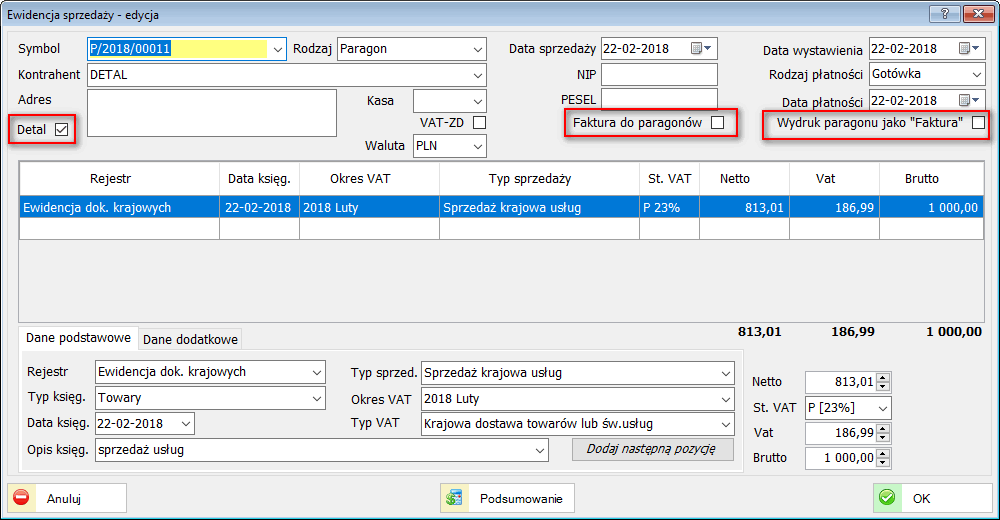 Ewidencja sprzedaży - edycja
Symbol P/2018/00011 Rodzaj Paragon Data sprzedaży 22-02-2018 Data wystawienia 22-02-2018
Kontrahent DETAL NIP Rodzaj płatności Gotówka
Adres Kasa PESEL Data płatności 22-02-2018
Detal VAT-ZD Faktura do paragonów Wydruk paragonu jako "Faktura"
Waluta PLN
Rejestr Data księg. Okres VAT Typ sprzedaży St. VAT Netto Vat Brutto
Ewidencja dok. krajowych 22-02-2018 2018 Luty Sprzedaż krajowa usług P 23% 813,01 186,99 1 000,00
813,01 186,99 1 000,00
Dane podstawowe Dane dodatkowe
Rejestr Ewidencja dok. krajowych Typ sprzed. Sprzedaż krajowa usług Netto 813,01
Typ księg. Towary Okres VAT 2018 Luty St. VAT P [23%]
Data księg. 22-02-2018 Typ VAT Krajowa dostawa towarów lub św.usług Vat 186,99
Opis księg. sprzedaż usług Dodaj następną pozycję Brutto 1 000,00
Anuluj Podsumowanie OK